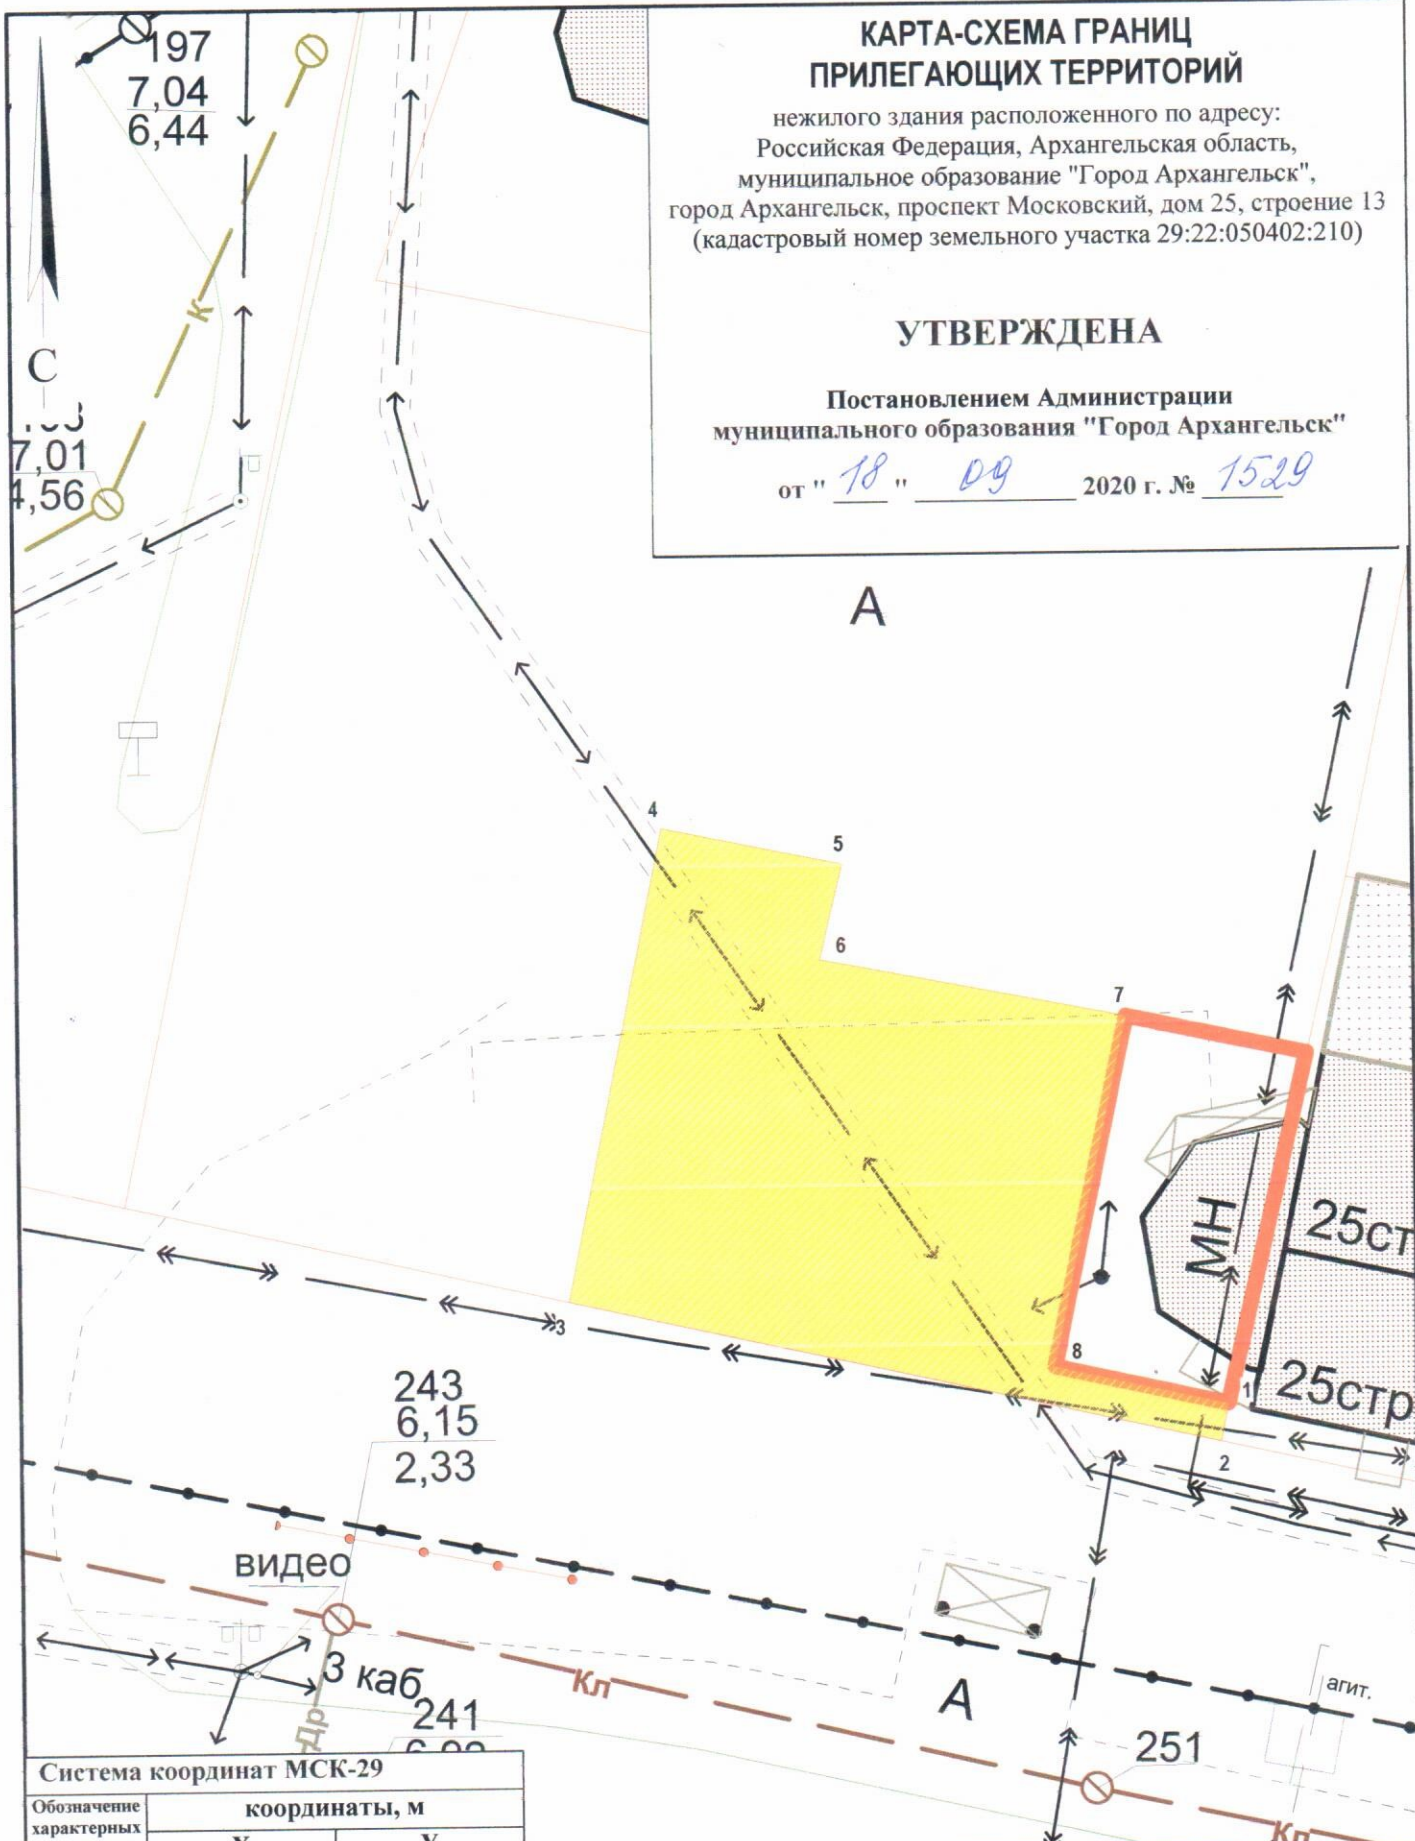 КАРТА-СХЕМА ГРАНИЦ
ПРИЛЕГАЮЩИХ ТЕРРИТОРИЙ
нежилого здания расположенного по адресу:
Российская Федерация, Архангельская область,
муниципальное образование "Город Архангельск",
город Архангельск, проспект Московский, дом 25, строение 13
(кадастровый номер земельного участка 29:22:050402:210)
УТВЕРЖДЕНА
Постановлением Администрации
муниципального образования "Город Архангельск"
от "18" 09 2020 г. № 1529
197
7,04
6,44
К
С
7,01
4,56
А
4
5
6
7
МН
25ст
3
8
1
25стр
2
243
6,15
2,33
видео
3 каб
Кл
241
Др
А
агит.
251
Кл
Система координат МСК-29
Обозначение
характерных
координаты, м